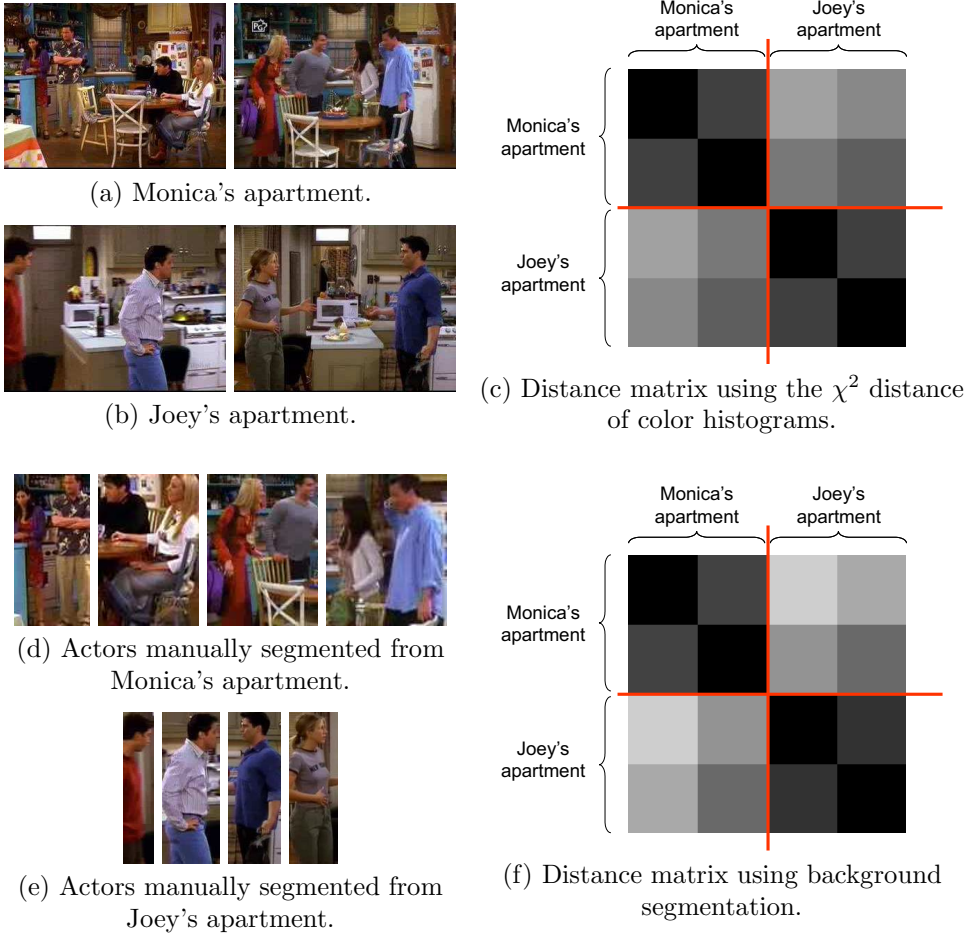 PG
(a) Monica's apartment.
(b) Joey's apartment.
Monica's
apartment
Joey's
apartment
Monica's
apartment
Joey's
apartment
(c) Distance matrix using the χ² distance
of color histograms.
(d) Actors manually segmented from
Monica's apartment.
(e) Actors manually segmented from
Joey's apartment.
Monica's
apartment
Joey's
apartment
Monica's
apartment
Joey's
apartment
(f) Distance matrix using background
segmentation.